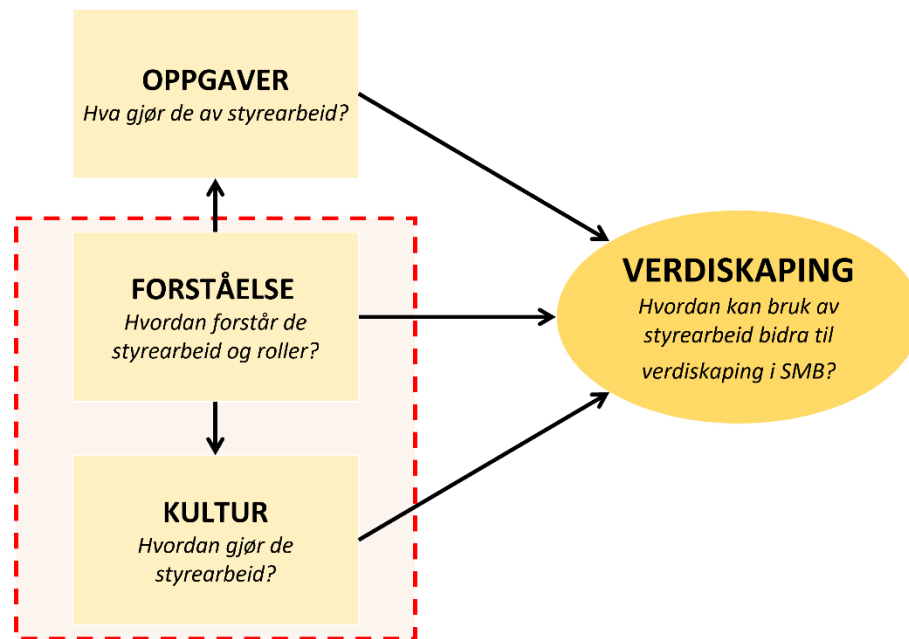 OPPGAVER
Hva gjør de av styrearbeid?
FORSTÅELSE
Hvordan forstår de
styrearbeid og roller?
KULTUR
Hvordan gjør de
styrearbeid?
VERDISKAPING
Hvordan kan bruk av
styrearbeid bidra til
verdiskaping i SMB?